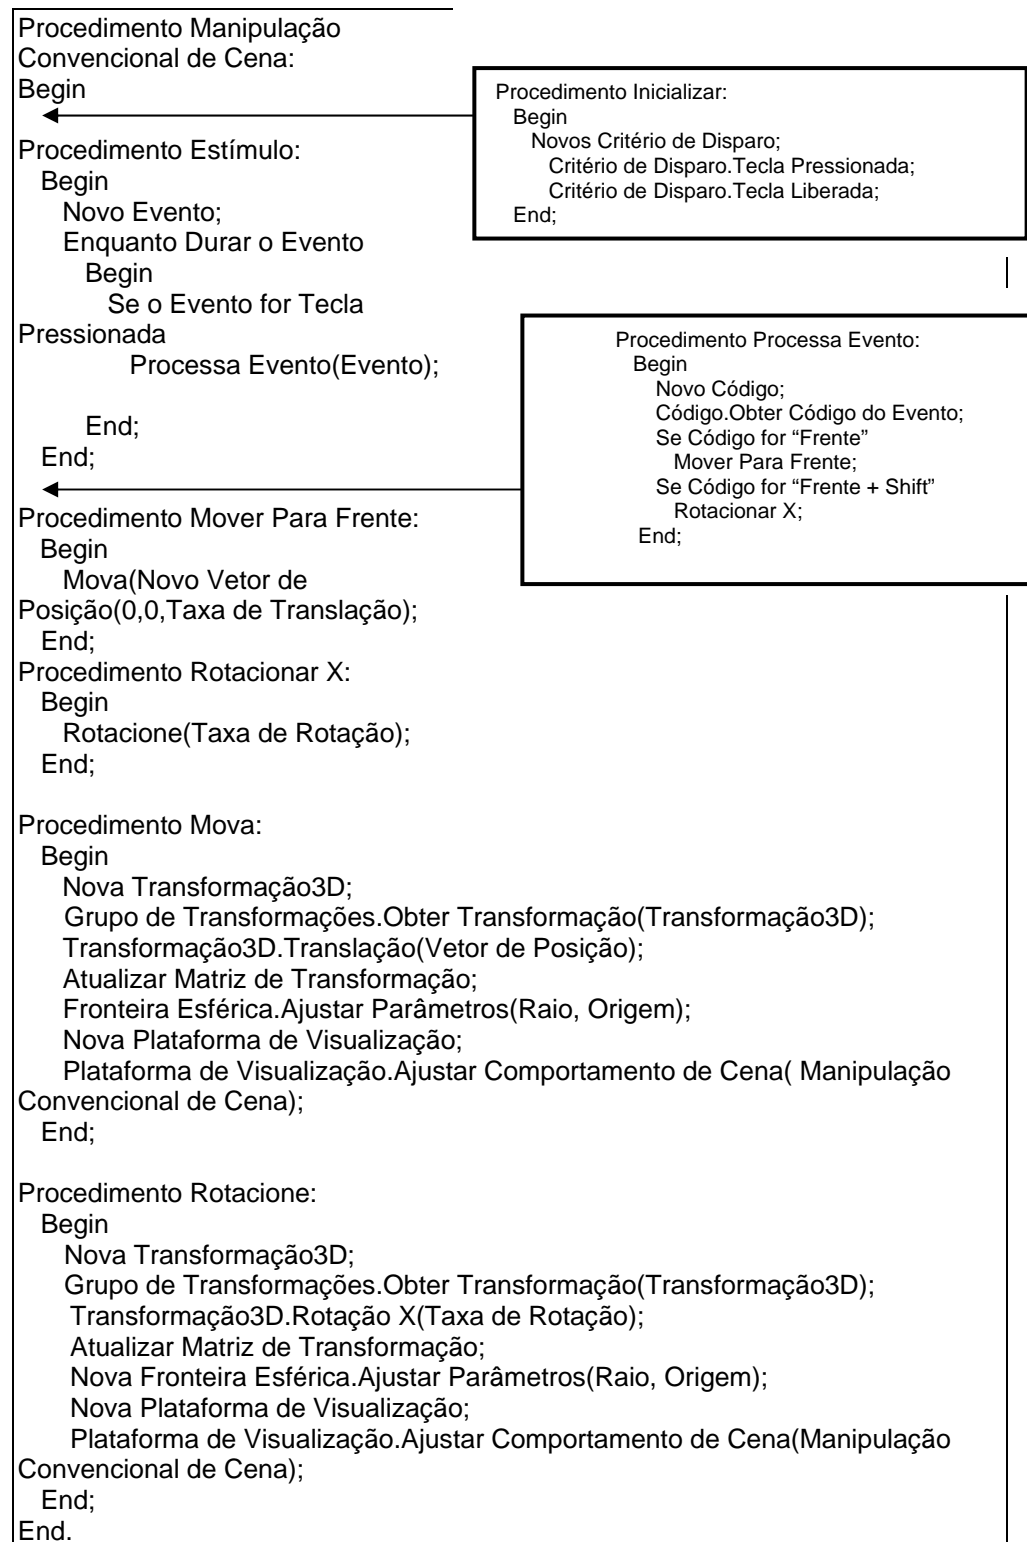 Procedimento Manipulação
Convencional de Cena:
Begin
Procedimento Inicializar:
Begin
Novos Critério de Disparo;
Critério de Disparo.Tecla Pressionada;
Critério de Disparo.Tecla Liberada;
End;
Procedimento Estímulo:
Begin
Novo Evento;
Enquanto Durar o Evento
Begin
Se o Evento for Tecla
Pressionada
Processa Evento(Evento);
End;
End;
Procedimento Processa Evento:
Begin
Novo Código;
Código.Obter Código do Evento;
Se Código for “Frente”
Mover Para Frente;
Se Código for “Frente + Shift”
Rotacionar X;
End;
Procedimento Mover Para Frente:
Begin
Mova(Novo Vetor de
Posição(0,0,Taxa de Translação);
End;
Procedimento Rotacionar X:
Begin
Rotacione(Taxa de Rotação);
End;
Procedimento Mova:
Begin
Nova Transformação3D;
Grupo de Transformações.Obter Transformação(Transformação3D);
Transformação3D.Translação(Vetor de Posição);
Atualizar Matriz de Transformação;
Fronteira Esférica.Ajustar Parâmetros(Raio, Origem);
Nova Plataforma de Visualização;
Plataforma de Visualização.Ajustar Comportamento de Cena( Manipulação
Convencional de Cena);
End;
Procedimento Rotacione:
Begin
Nova Transformação3D;
Grupo de Transformações.Obter Transformação(Transformação3D);
Transformação3D.Rotação X(Taxa de Rotação);
Atualizar Matriz de Transformação;
Nova Fronteira Esférica.Ajustar Parâmetros(Raio, Origem);
Nova Plataforma de Visualização;
Plataforma de Visualização.Ajustar Comportamento de Cena(Manipulação
Convencional de Cena);
End;
End.